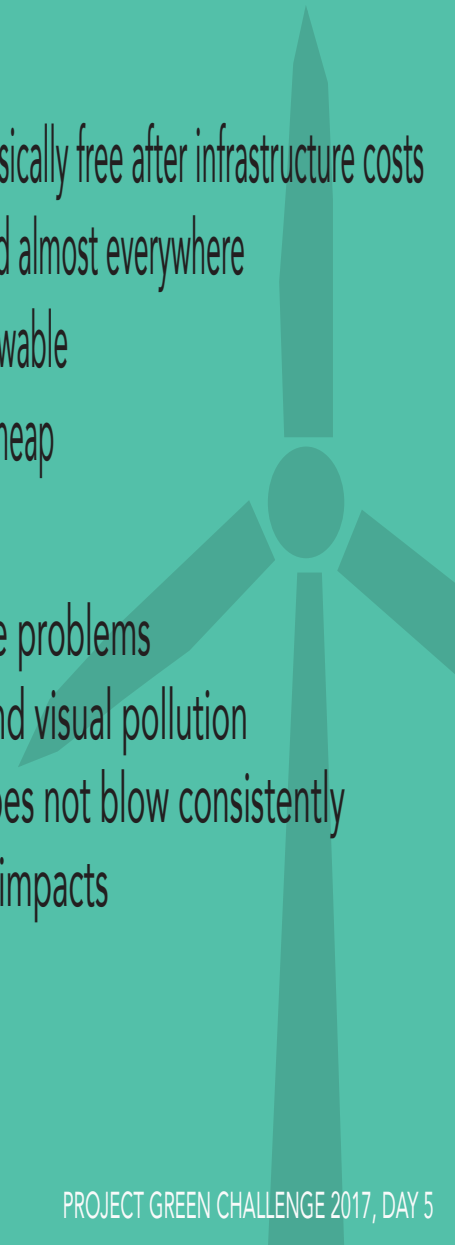 sically free after infrastructure costs
d almost everywhere
wable
heap
e problems
nd visual pollution
oes not blow consistently
impacts
PROJECT GREEN CHALLENGE 2017, DAY 5